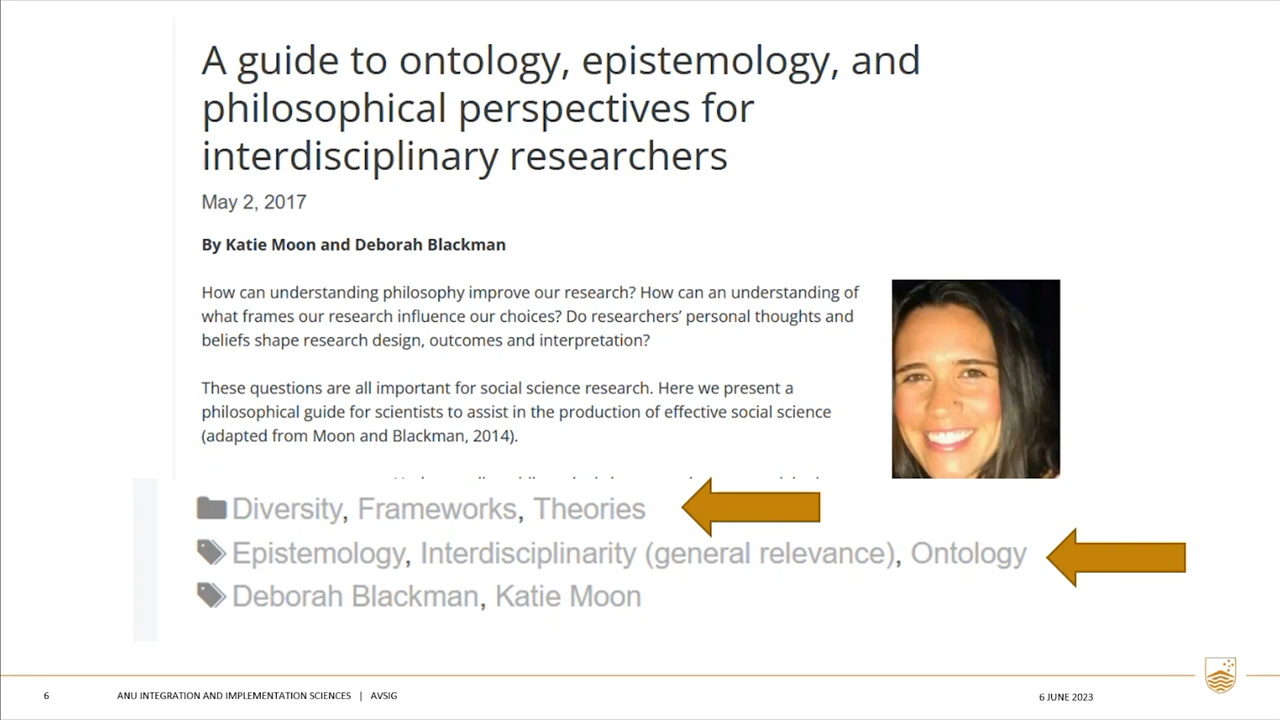 A guide to ontology, epistemology, and
philosophical perspectives for
interdisciplinary researchers
May 2, 2017
By Katie Moon and Deborah Blackman
How can understanding philosophy improve our research? How can an understanding of
what frames our research influence our choices? Do researchers’ personal thoughts and
beliefs shape research design, outcomes and interpretation?
These questions are all important for social science research. Here we present a
philosophical guide for scientists to assist in the production of effective social science
(adapted from Moon and Blackman, 2014).
Diversity, Frameworks, Theories
Epistemology, Interdisciplinarity (general relevance), Ontology
Deborah Blackman, Katie Moon
6 ANU INTEGRATION AND IMPLEMENTATION SCIENCES | AVSIG 6 JUNE 2023